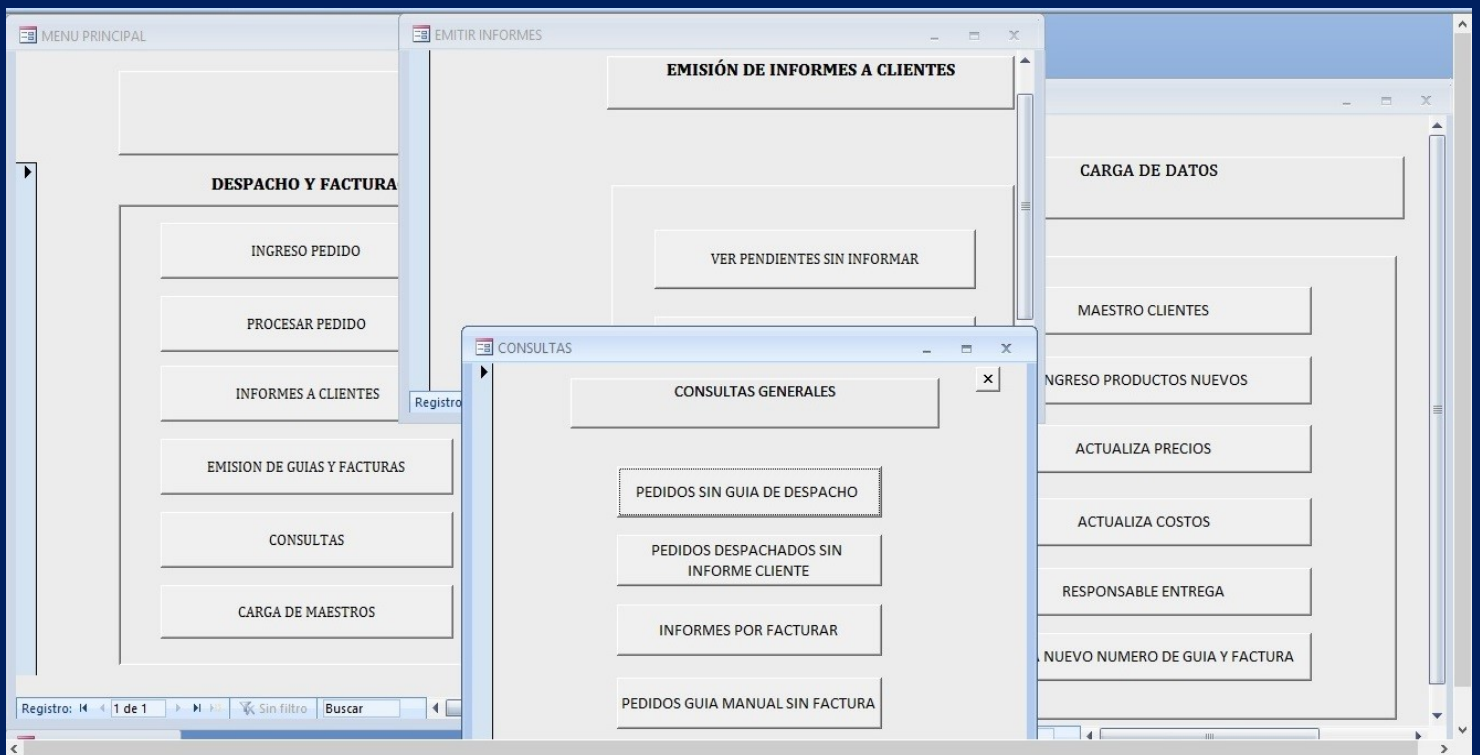 MENU PRINCIPAL
DESPACHO Y FACTURA
INGRESO PEDIDO
PROCESAR PEDIDO
INFORMES A CLIENTES
EMISION DE GUIAS Y FACTURAS
CONSULTAS
CARGA DE MAESTROS
Registro: 1 de 1 Sin filtro Buscar
EMITIR INFORMES
EMISIÓN DE INFORMES A CLIENTES
VER PENDIENTES SIN INFORMAR
Registro
CONSULTAS
CONSULTAS GENERALES
PEDIDOS SIN GUIA DE DESPACHO
PEDIDOS DESPACHADOS SIN
INFORME CLIENTE
INFORMES POR FACTURAR
PEDIDOS GUIA MANUAL SIN FACTURA
CARGA DE DATOS
MAESTRO CLIENTES
NGRESO PRODUCTOS NUEVOS
ACTUALIZA PRECIOS
ACTUALIZA COSTOS
RESPONSABLE ENTREGA
NUEVO NUMERO DE GUIA Y FACTURA